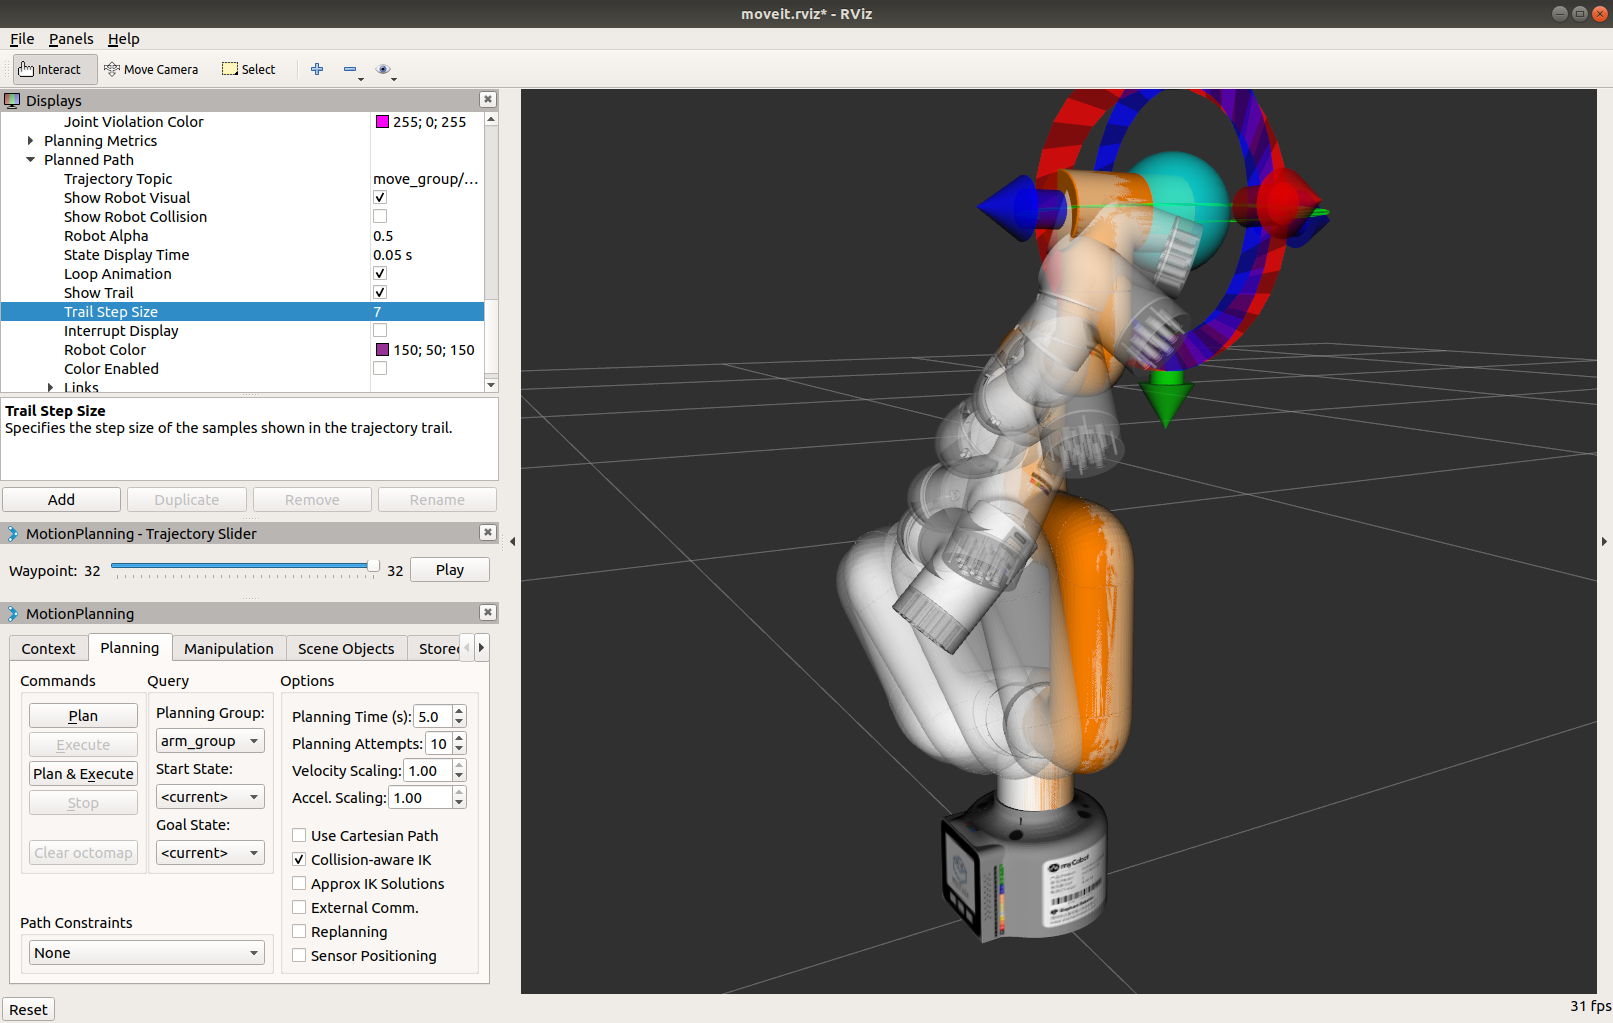 moveit.rviz* - RViz
File Panels Help
Interact Move Camera Select
Displays
Joint Violation Color 255; 0; 255
Planning Metrics
Planned Path
Trajectory Topic move_group/...
Show Robot Visual
Show Robot Collision
Robot Alpha 0.5
State Display Time 0.05 s
Loop Animation
Show Trail
Trail Step Size 7
Interrupt Display
Robot Color 150; 50; 150
Color Enabled
Links
Trail Step Size
Specifies the step size of the samples shown in the trajectory trail.
Add Duplicate Remove Rename
MotionPlanning - Trajectory Slider
Waypoint: 32 32 Play
MotionPlanning
Context Planning Manipulation Scene Objects Stored
Commands Query Options
Plan
Execute
Plan & Execute
Stop
Clear octomap
Planning Group:
arm_group
Start State:
<current>
Goal State:
<current>
Planning Time (s): 5.0
Planning Attempts: 10
Velocity Scaling: 1.00
Accel. Scaling: 1.00
Use Cartesian Path
Collision-aware IK
Approx IK Solutions
External Comm.
Replanning
Sensor Positioning
Path Constraints
None
Reset
myCobot
31 fps